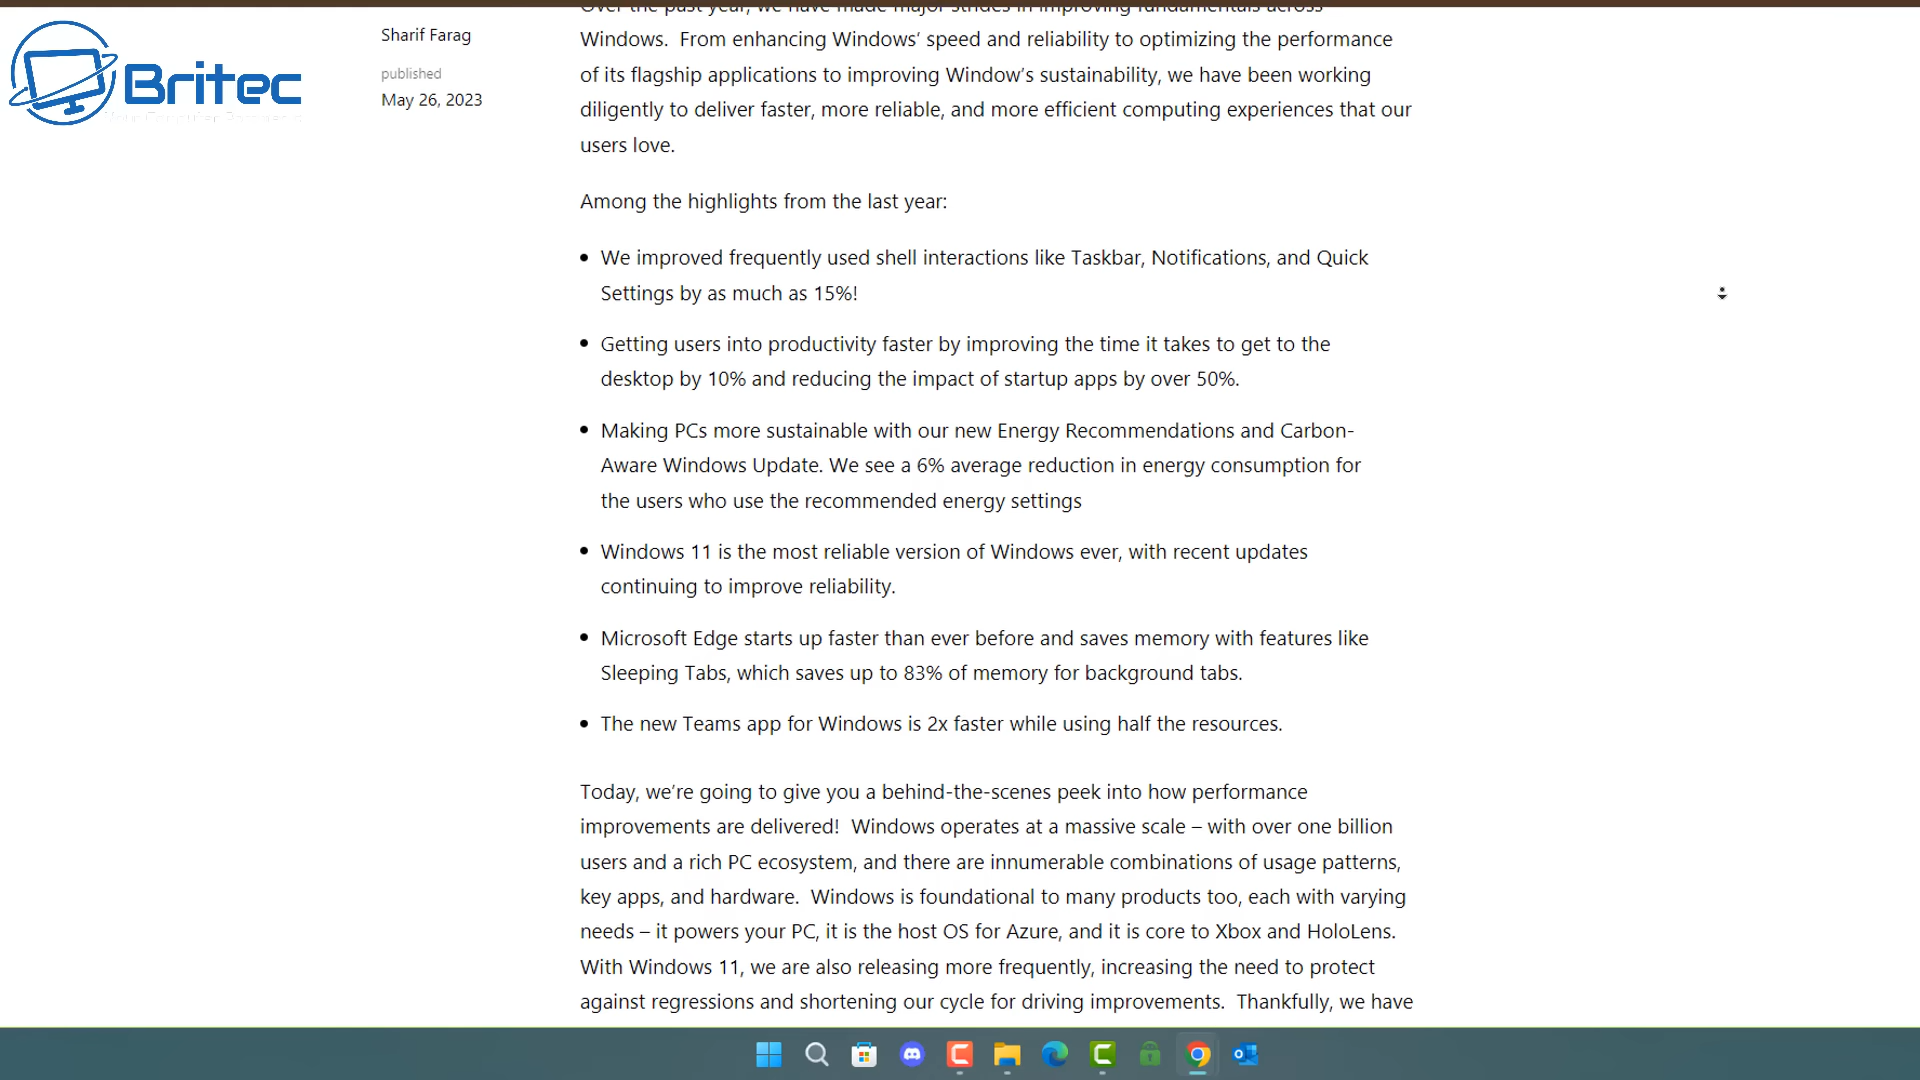 Over the past year, we have made major strides in improving fundamentals across
Sharif Farag
published
May 26, 2023
Britec
Windows.  From enhancing Windows’ speed and reliability to optimizing the performance
of its flagship applications to improving Window’s sustainability, we have been working
diligently to deliver faster, more reliable, and more efficient computing experiences that our
users love.
Among the highlights from the last year:
• We improved frequently used shell interactions like Taskbar, Notifications, and Quick
Settings by as much as 15%!
• Getting users into productivity faster by improving the time it takes to get to the
desktop by 10% and reducing the impact of startup apps by over 50%.
• Making PCs more sustainable with our new Energy Recommendations and Carbon-
Aware Windows Update. We see a 6% average reduction in energy consumption for
the users who use the recommended energy settings
• Windows 11 is the most reliable version of Windows ever, with recent updates
continuing to improve reliability.
• Microsoft Edge starts up faster than ever before and saves memory with features like
Sleeping Tabs, which saves up to 83% of memory for background tabs.
• The new Teams app for Windows is 2x faster while using half the resources.
Today, we’re going to give you a behind-the-scenes peek into how performance
improvements are delivered!  Windows operates at a massive scale – with over one billion
users and a rich PC ecosystem, and there are innumerable combinations of usage patterns,
key apps, and hardware.  Windows is foundational to many products too, each with varying
needs – it powers your PC, it is the host OS for Azure, and it is core to Xbox and HoloLens.
With Windows 11, we are also releasing more frequently, increasing the need to protect
against regressions and shortening our cycle for driving improvements.  Thankfully, we have